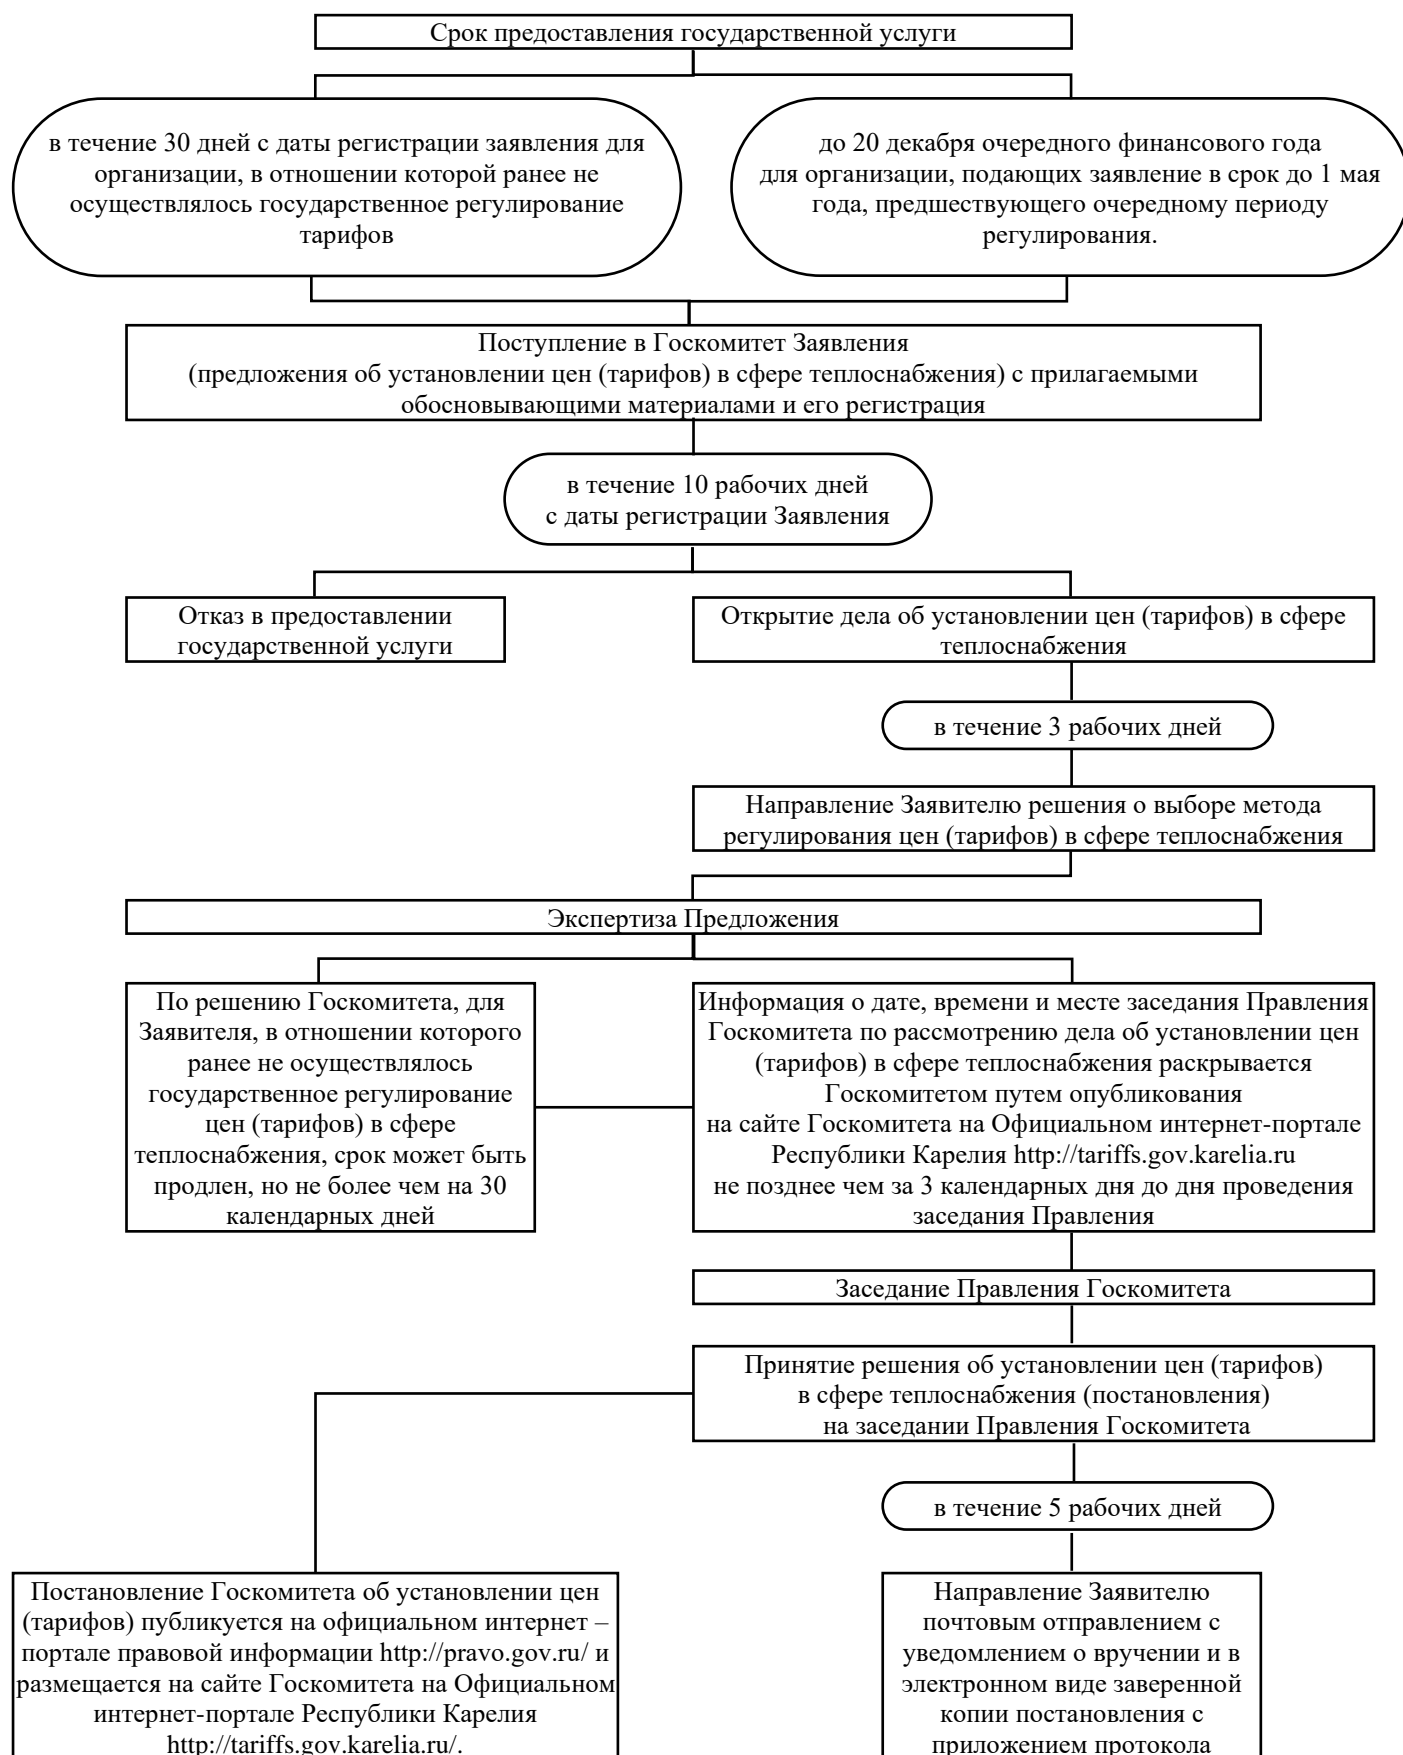 Срок предоставления государственной услуги
в течение 30 дней с даты регистрации заявления для
организации, в отношении которой ранее не
осуществлялось государственное регулирование
тарифов
до 20 декабря очередного финансового года
для организации, подающих заявление в срок до 1 мая
года, предшествующего очередному периоду
регулирования.
Поступление в Госкомитет Заявления
(предложения об установлении цен (тарифов) в сфере теплоснабжения) с прилагаемыми
обосновывающими материалами и его регистрация
в течение 10 рабочих дней
с даты регистрации Заявления
Отказ в предоставлении
государственной услуги
Открытие дела об установлении цен (тарифов) в сфере
теплоснабжения
в течение 3 рабочих дней
Направление Заявителю решения о выборе метода
регулирования цен (тарифов) в сфере теплоснабжения
Экспертиза Предложения
По решению Госкомитета, для
Заявителя, в отношении которого
ранее не осуществлялось
государственное регулирование
цен (тарифов) в сфере
теплоснабжения, срок может быть
продлен, но не более чем на 30
календарных дней
Информация о дате, времени и месте заседания Правления
Госкомитета по рассмотрению дела об установлении цен
(тарифов) в сфере теплоснабжения раскрывается
Госкомитетом путем опубликования
на сайте Госкомитета на Официальном интернет-портале
Республики Карелия http://tariffs.gov.karelia.ru
не позднее чем за 3 календарных дня до дня проведения
заседания Правления
Заседание Правления Госкомитета
Принятие решения об установлении цен (тарифов)
в сфере теплоснабжения (постановления)
на заседании Правления Госкомитета
в течение 5 рабочих дней
Постановление Госкомитета об установлении цен
(тарифов) публикуется на официальном интернет –
портале правовой информации http://pravo.gov.ru/ и
размещается на сайте Госкомитета на Официальном
интернет-портале Республики Карелия
http://tariffs.gov.karelia.ru/.
Направление Заявителю
почтовым отправлением с
уведомлением о вручении и в
электронном виде заверенной
копии постановления с
приложением протокола